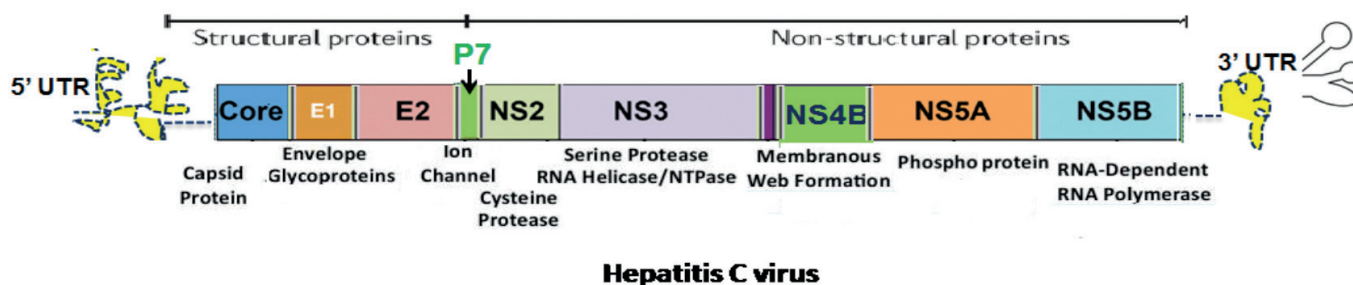 Structural proteins
Non-structural proteins
P7
5' UTR
3' UTR
Core
E1
E2
NS2
NS3
NS4B
NS5A
NS5B
Capsid
Protein
Envelope
Glycoproteins
Ion
Channel
Cysteine
Protease
Serine Protease
RNA Helicase/NTPase
Membranous
Web Formation
Phospho protein
RNA-Dependent
RNA Polymerase
Hepatitis C virus